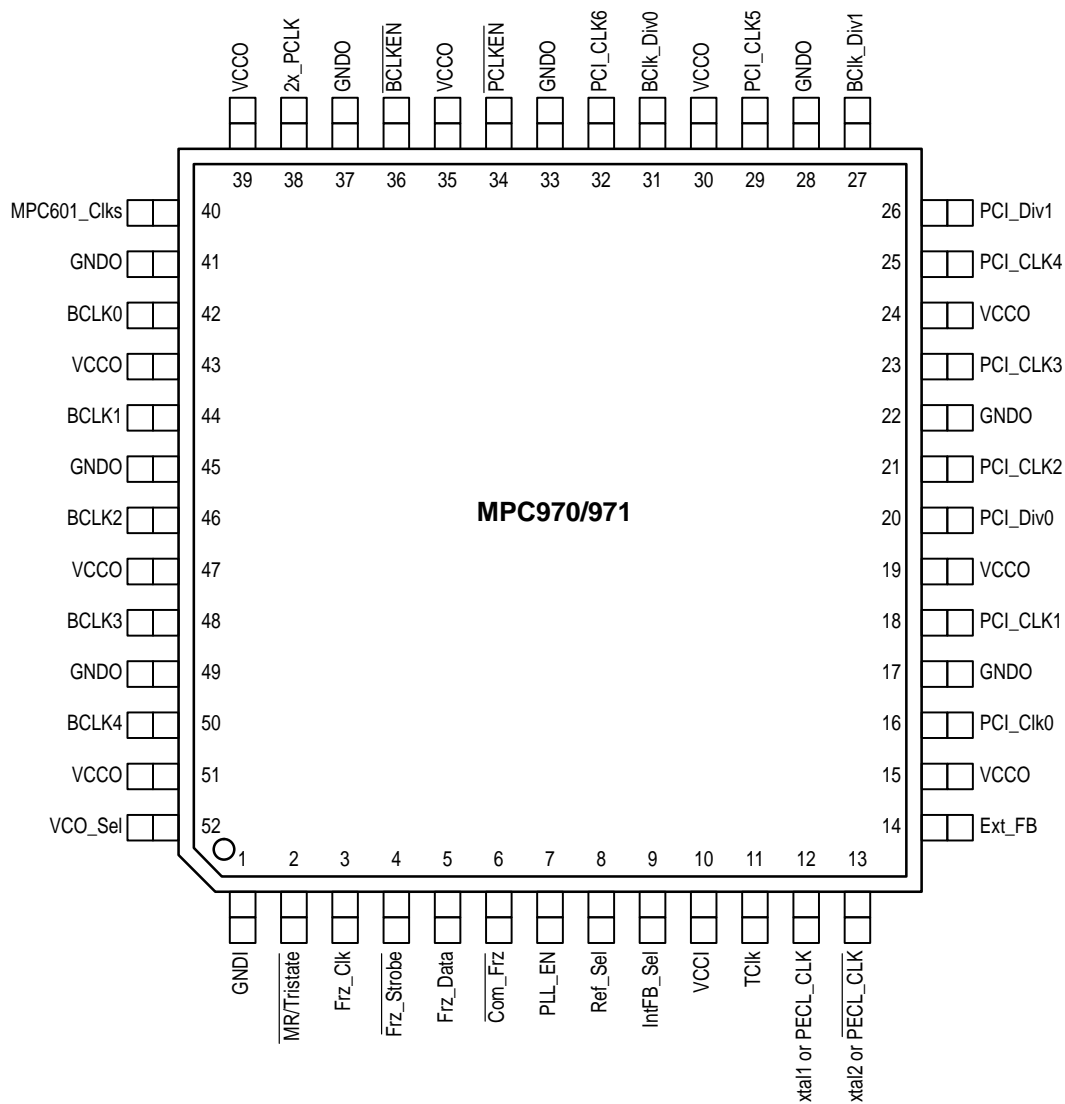 VCCO
2x_PCLK
GNDO
BCLKEN
VCCO
PCLKEN
GNDO
PCI_CLK6
BClk_Div0
VCCO
PCI_CLK5
GNDO
BClk_Div1
39 38 37 36 35 34 33 32 31 30 29 28 27
MPC601_Clks 40 26 PCI_Div1
GNDO 41 25 PCI_CLK4
BCLK0 42 24 VCCO
VCCO 43 23 PCI_CLK3
BCLK1 44 22 GNDO
GNDO 45 21 PCI_CLK2
MPC970/971
BCLK2 46 20 PCI_Div0
VCCO 47 19 VCCO
BCLK3 48 18 PCI_CLK1
GNDO 49 17 GNDO
BCLK4 50 16 PCI_Clk0
VCCO 51 15 VCCO
VCO_Sel 52 14 Ext_FB
1 2 3 4 5 6 7 8 9 10 11 12 13
GNDI
MR/Tristate
Frz_Clk
Frz_Strobe
Frz_Data
Com_Frz
PLL_EN
Ref_Sel
IntFB_Sel
VCCI
TClk
xtal1 or PECL_CLK
xtal2 or PECL_CLK